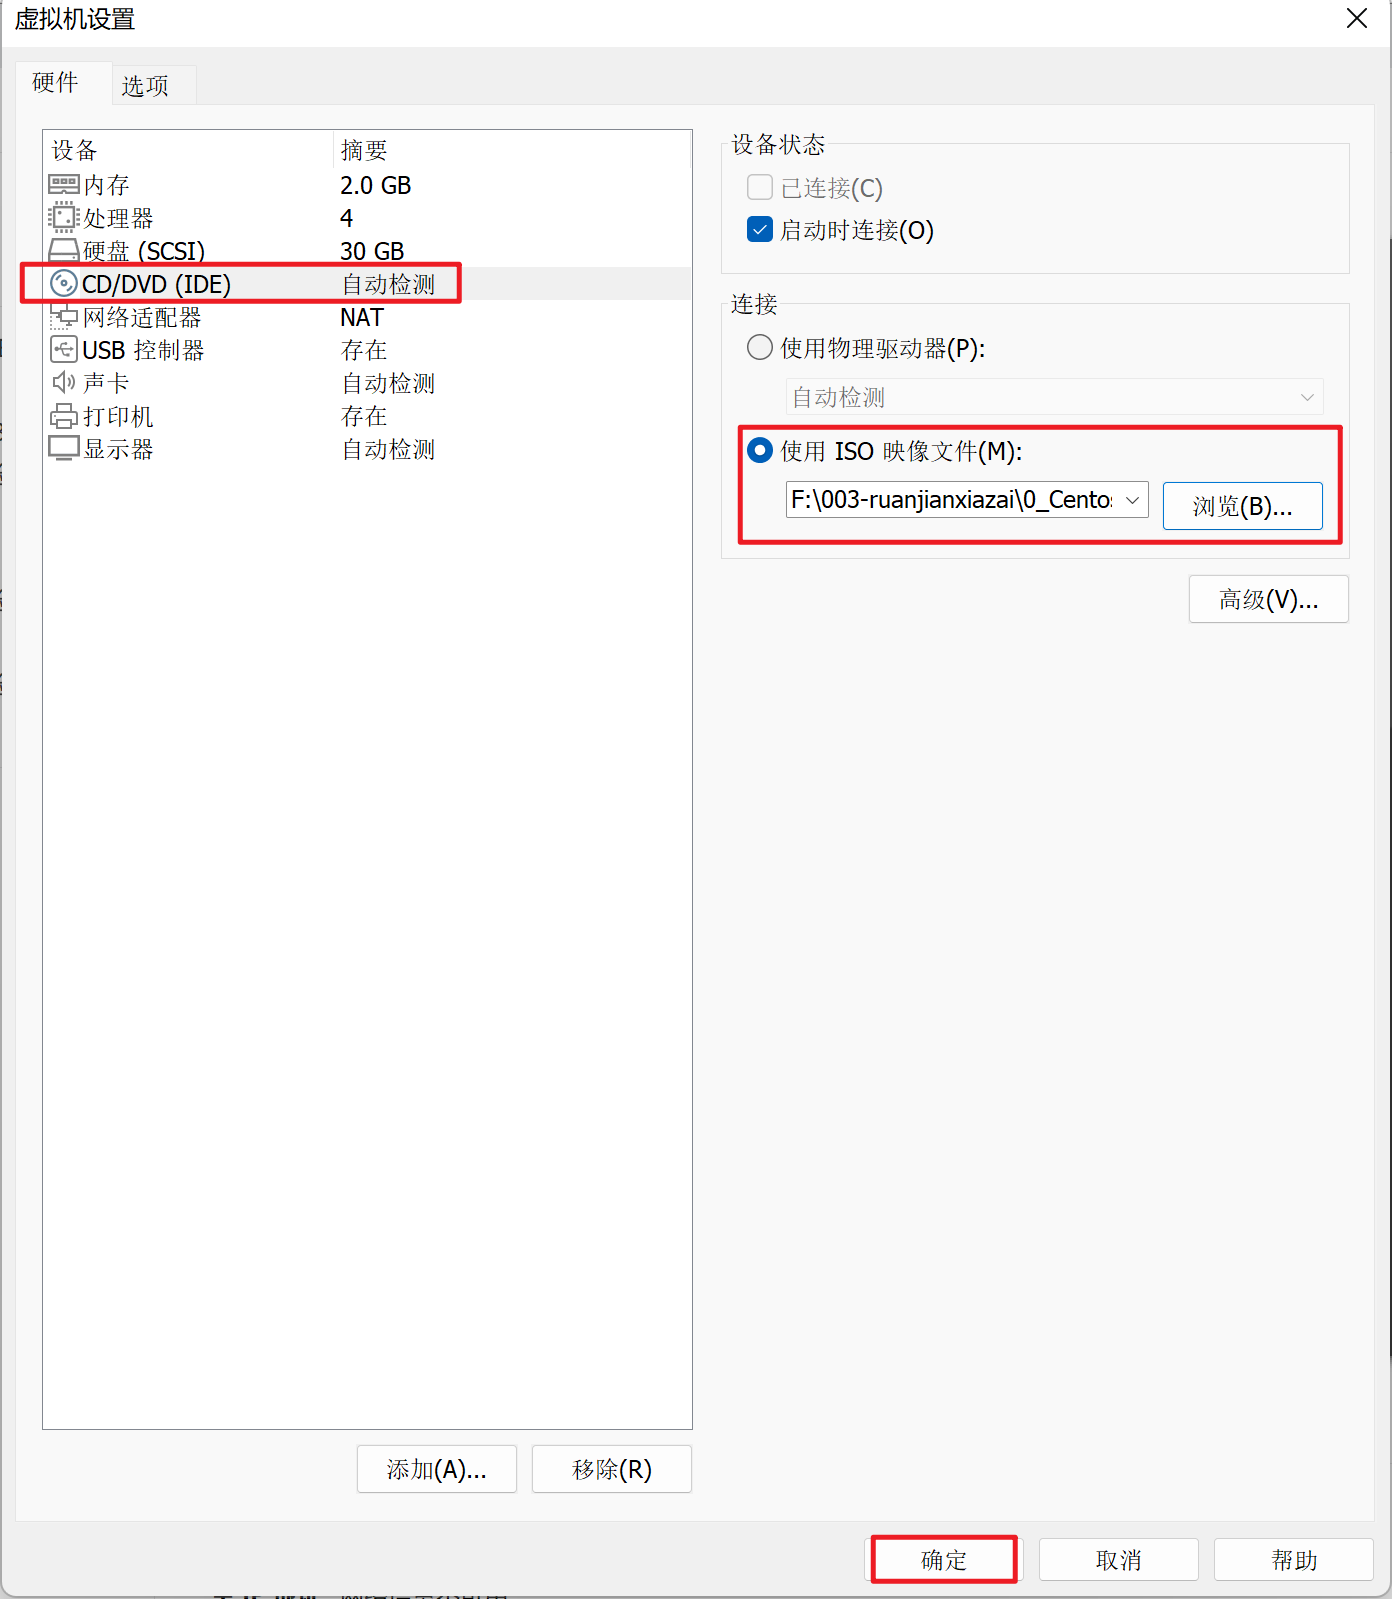 虚拟机设置
硬件
选项
设备 摘要
内存 2.0 GB
处理器 4
硬盘 (SCSI) 30 GB
CD/DVD (IDE) 自动检测
网络适配器 NAT
USB 控制器 存在
声卡 自动检测
打印机 存在
显示器 自动检测
添加(A)...
移除(R)
设备状态
已连接(C)
启动时连接(O)
连接
使用物理驱动器(P):
自动检测
使用 ISO 映像文件(M):
F:\003-ruanjianxiazai\0_Cento
浏览(B)...
高级(V)...
确定
取消
帮助